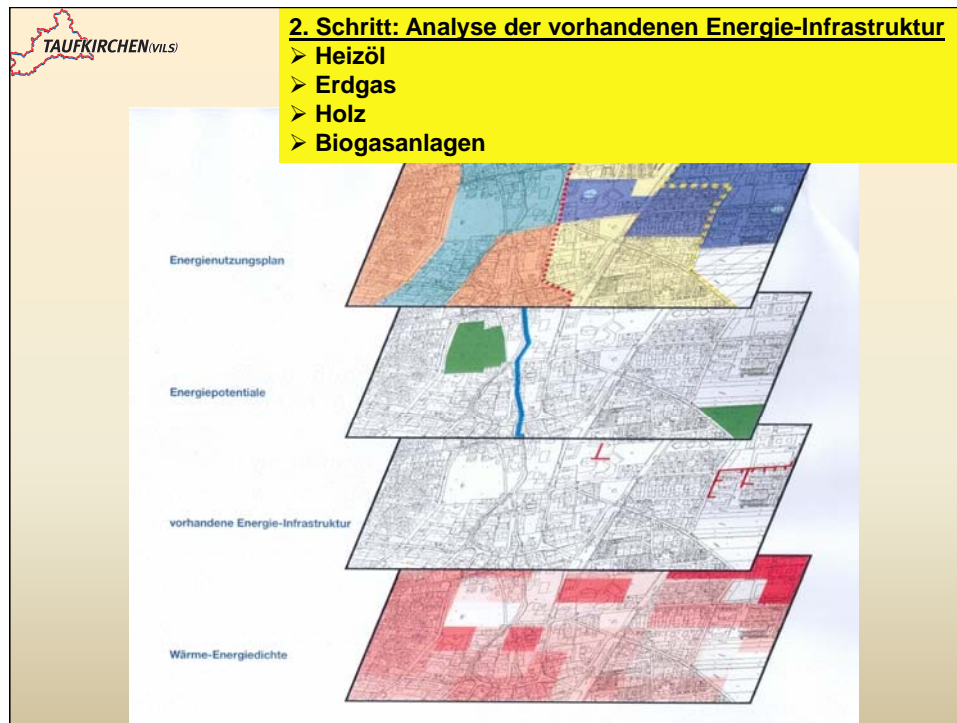 TAUFKIRCHEN(VILS)
2. Schritt: Analyse der vorhandenen Energie-Infrastruktur
➢ Heizöl
➢ Erdgas
➢ Holz
➢ Biogasanlagen
Energienutzungsplan
Energiepotentiale
vorhandene Energie-Infrastruktur
Wärme-Energiedichte